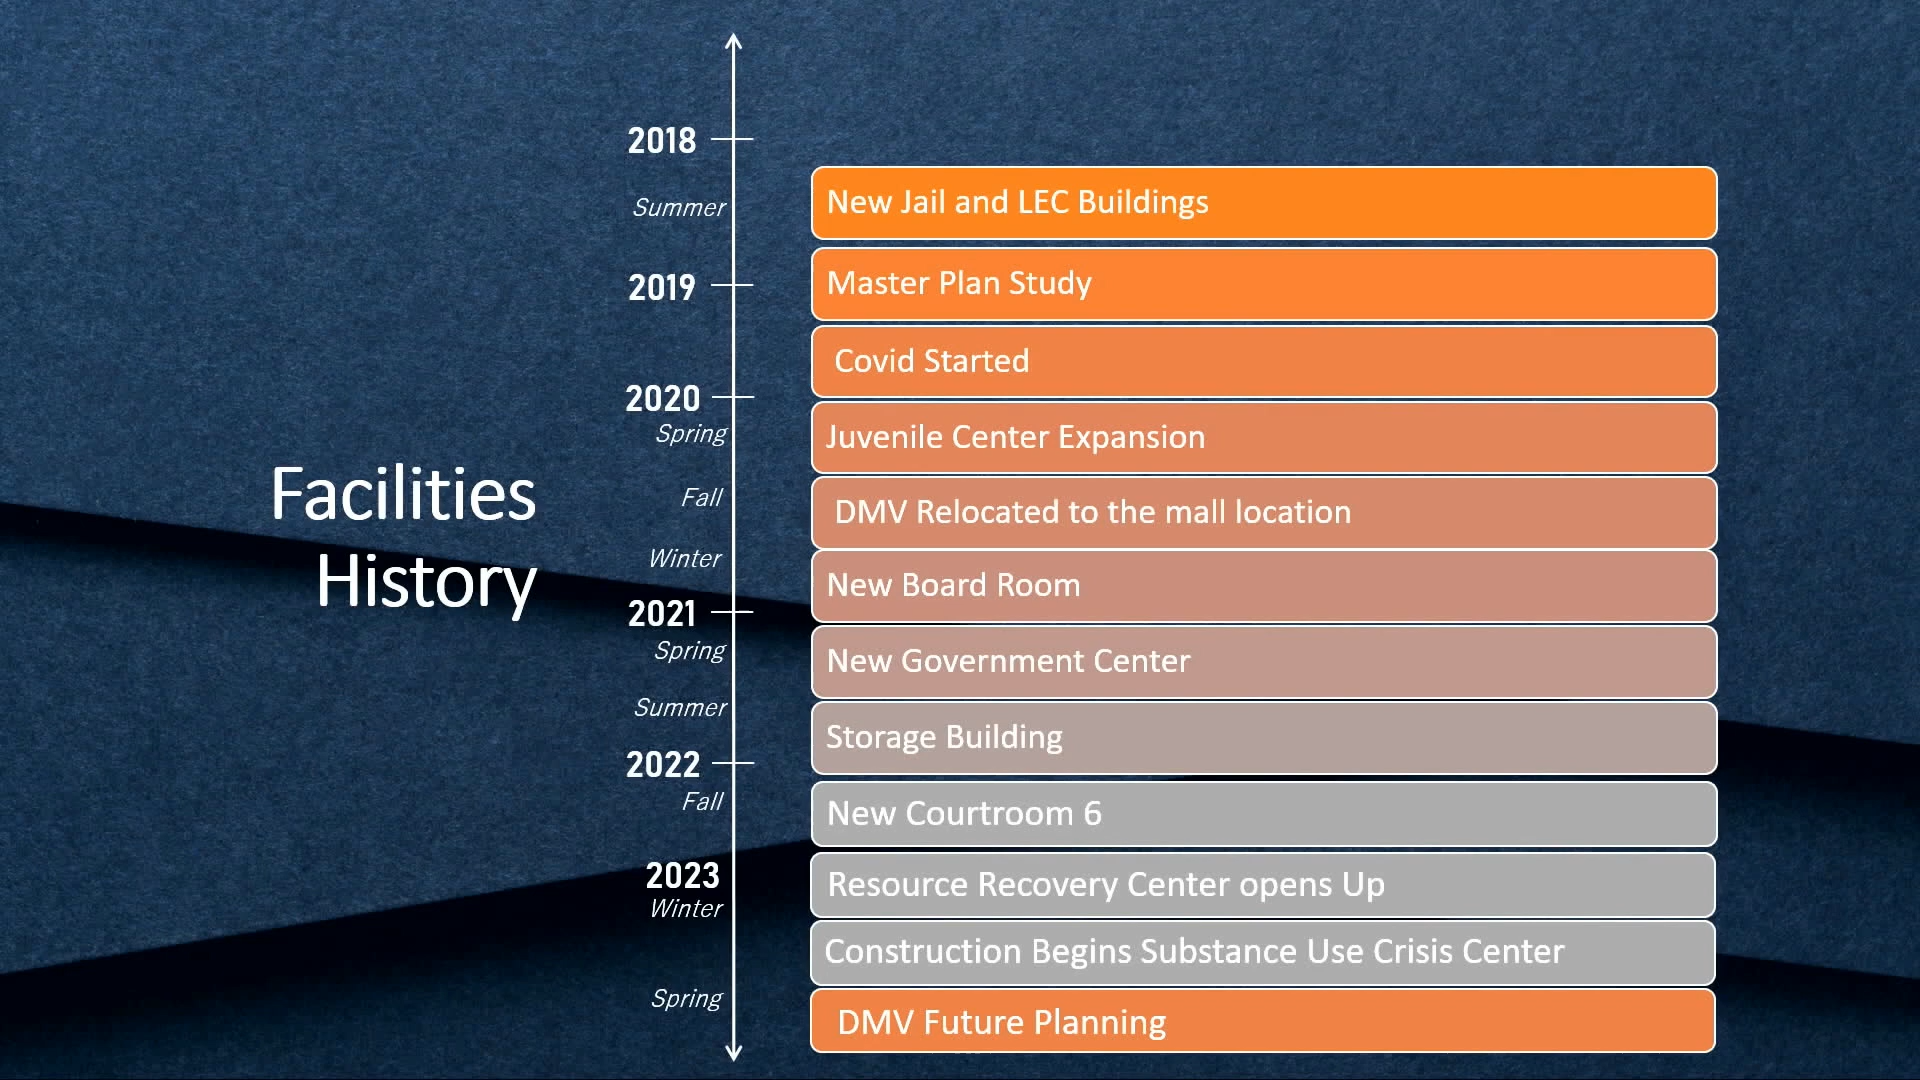 Facilities
History
2018
Summer
2019
2020
Spring
Fall
Winter
2021
Spring
Summer
2022
Fall
2023
Winter
Spring
New Jail and LEC Buildings
Master Plan Study
Covid Started
Juvenile Center Expansion
DMV Relocated to the mall location
New Board Room
New Government Center
Storage Building
New Courtroom 6
Resource Recovery Center opens Up
Construction Begins Substance Use Crisis Center
DMV Future Planning